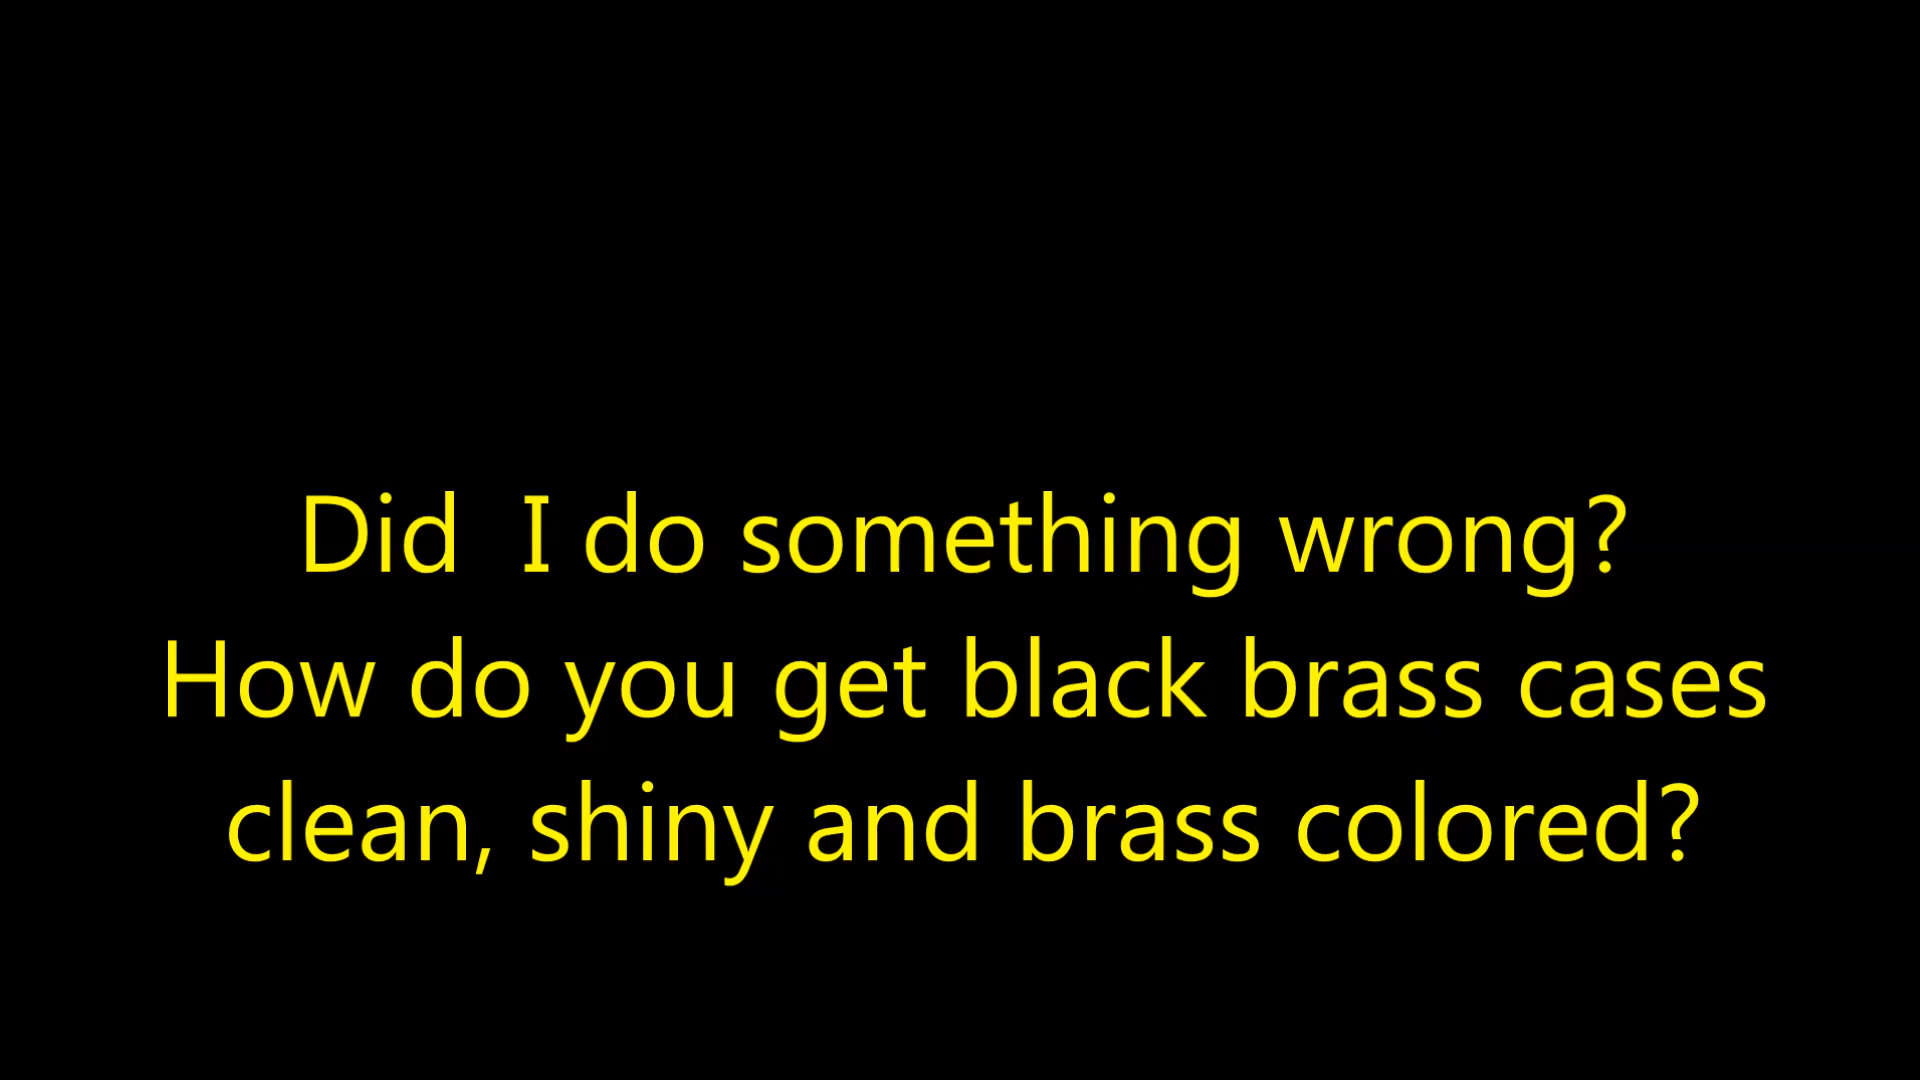 Did  I do something wrong?
How do you get black brass cases
clean, shiny and brass colored?